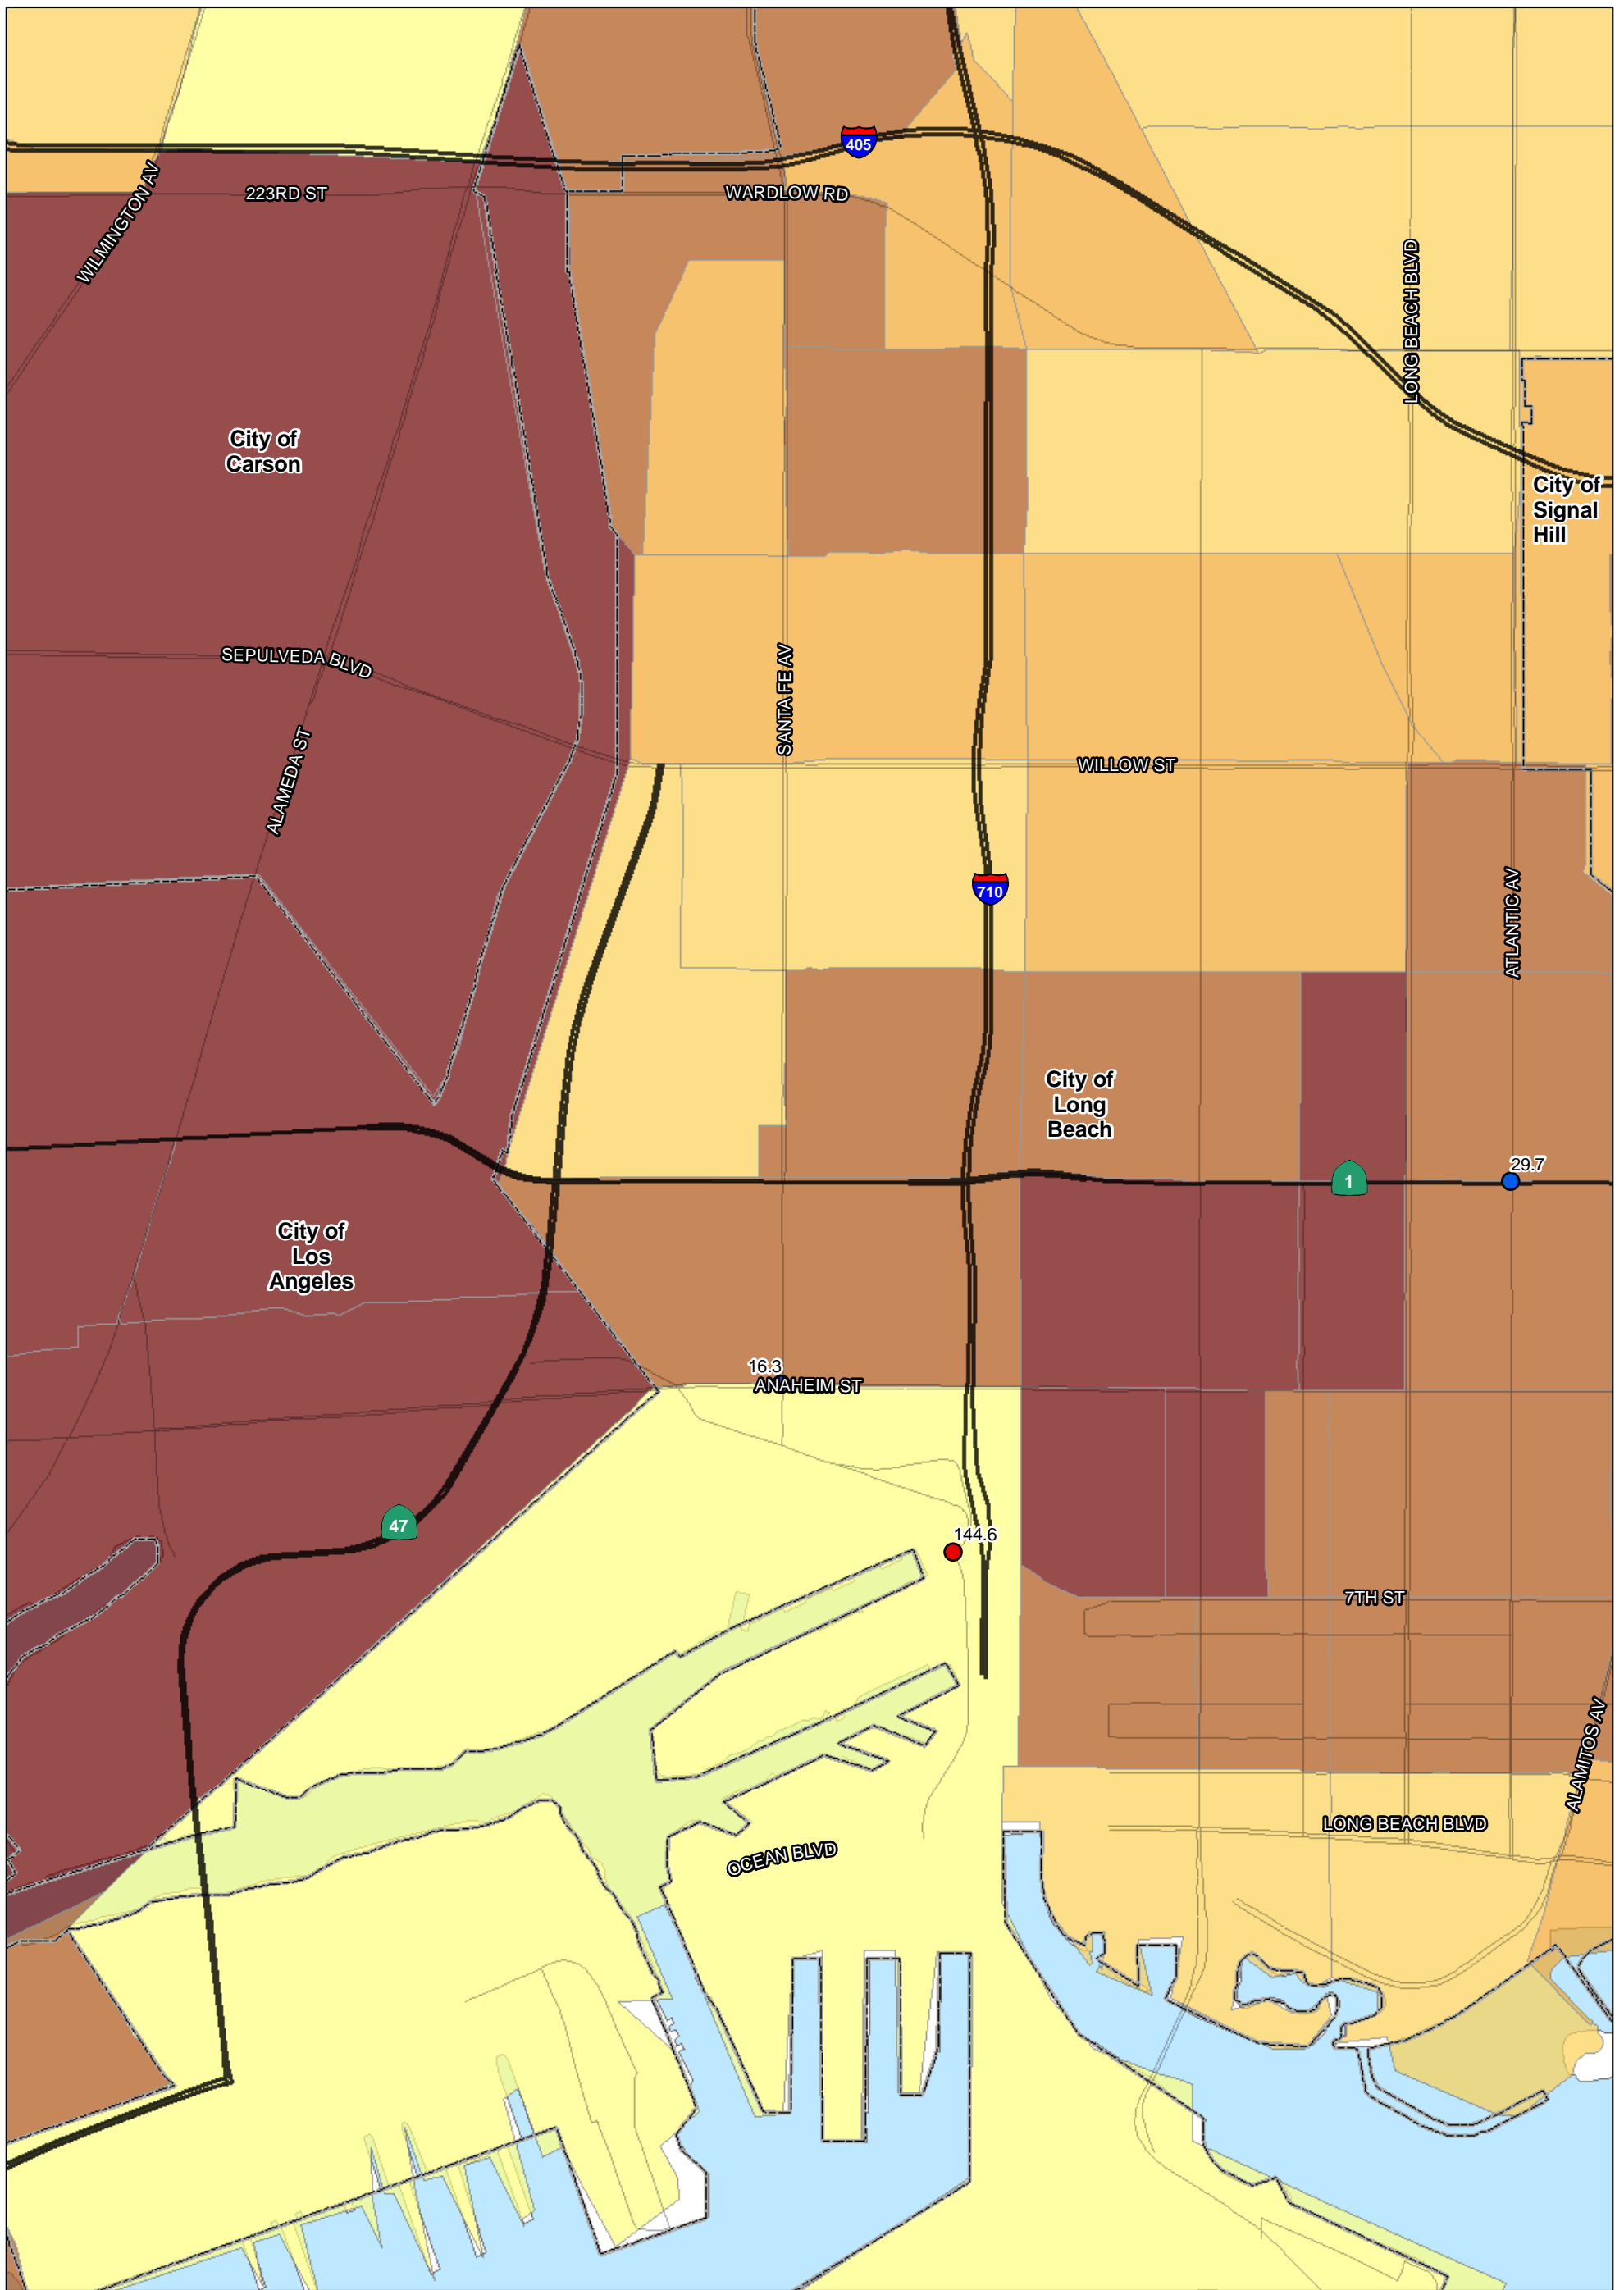 405
223RD ST
WARDLOW RD
WILMINGTON AV
LONG BEACH BLVD
City of
Carson
City of
Signal
Hill
SEPULVEDA BLVD
SANTA FE AV
WILLOW ST
ALAMEDA ST
710
ATLANTIC AV
City of
Long
Beach
29.7
1
City of
Los
Angeles
16.3
ANAHEIM ST
47
144.6
7TH ST
ALAMITOS AV
LONG BEACH BLVD
OCEAN BLVD